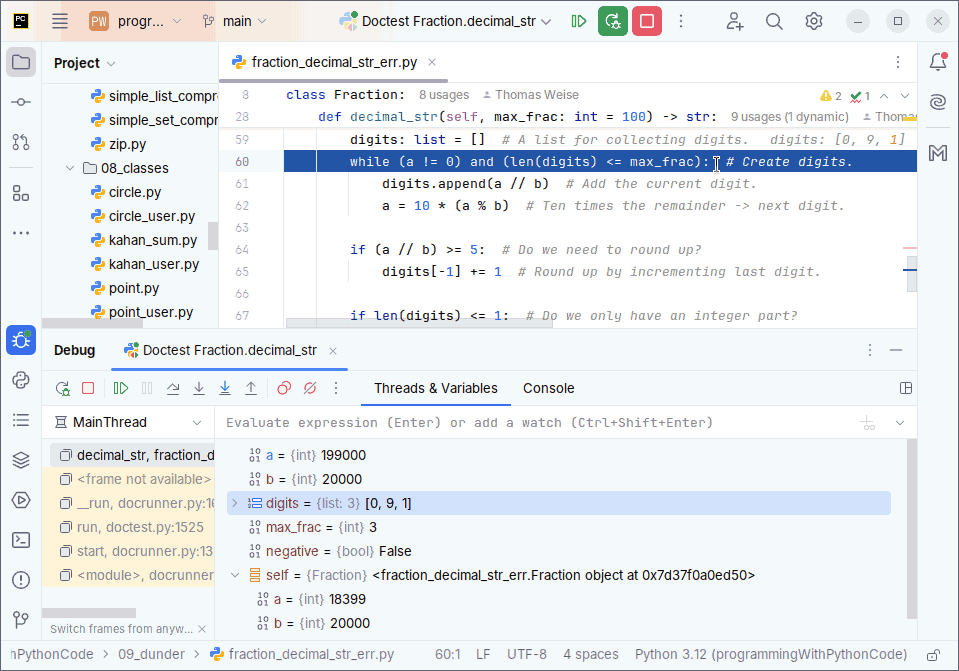 PC PW progr... main Doctest Fraction.decimal_str
Project
fraction_decimal_str_err.py
simple_list_compr
simple_set_compr
zip.py
08_classes
circle.py
circle_user.py
kahan_sum.py
kahan_user.py
point.py
point_user.py
8 class Fraction: 8 usages Thomas Weise 2 1
28 def decimal_str(self, max_frac: int = 100) -> str: 9 usages (1 dynamic) Thomas
59 digits: list = [] # A list for collecting digits. digits: [0, 9, 1]
60 while (a != 0) and (len(digits) <= max_frac): # Create digits.
61 digits.append(a // b) # Add the current digit.
62 a = 10 * (a % b) # Ten times the remainder -> next digit.
63
64 if (a // b) >= 5: # Do we need to round up?
65 digits[-1] += 1 # Round up by incrementing last digit.
66
67 if len(digits) <= 1: # Do we only have an integer part?
Debug Doctest Fraction.decimal_str
Threads & Variables Console
MainThread
Evaluate expression (Enter) or add a watch (Ctrl+Shift+Enter)
decimal_str, fraction_d
<frame not available>
__run, docrunner.py:16
run, doctest.py:1525
start, docrunner.py:13
<module>, docrunner
Switch frames from anyw...
a = {int} 199000
b = {int} 20000
digits = {list: 3} [0, 9, 1]
max_frac = {int} 3
negative = {bool} False
self = {Fraction} <fraction_decimal_str_err.Fraction object at 0x7d37f0a0ed50>
a = {int} 18399
b = {int} 20000
hPythonCode 09_dunder fraction_decimal_str_err.py 60:1 LF UTF-8 4 spaces Python 3.12 (programmingWithPythonCode)